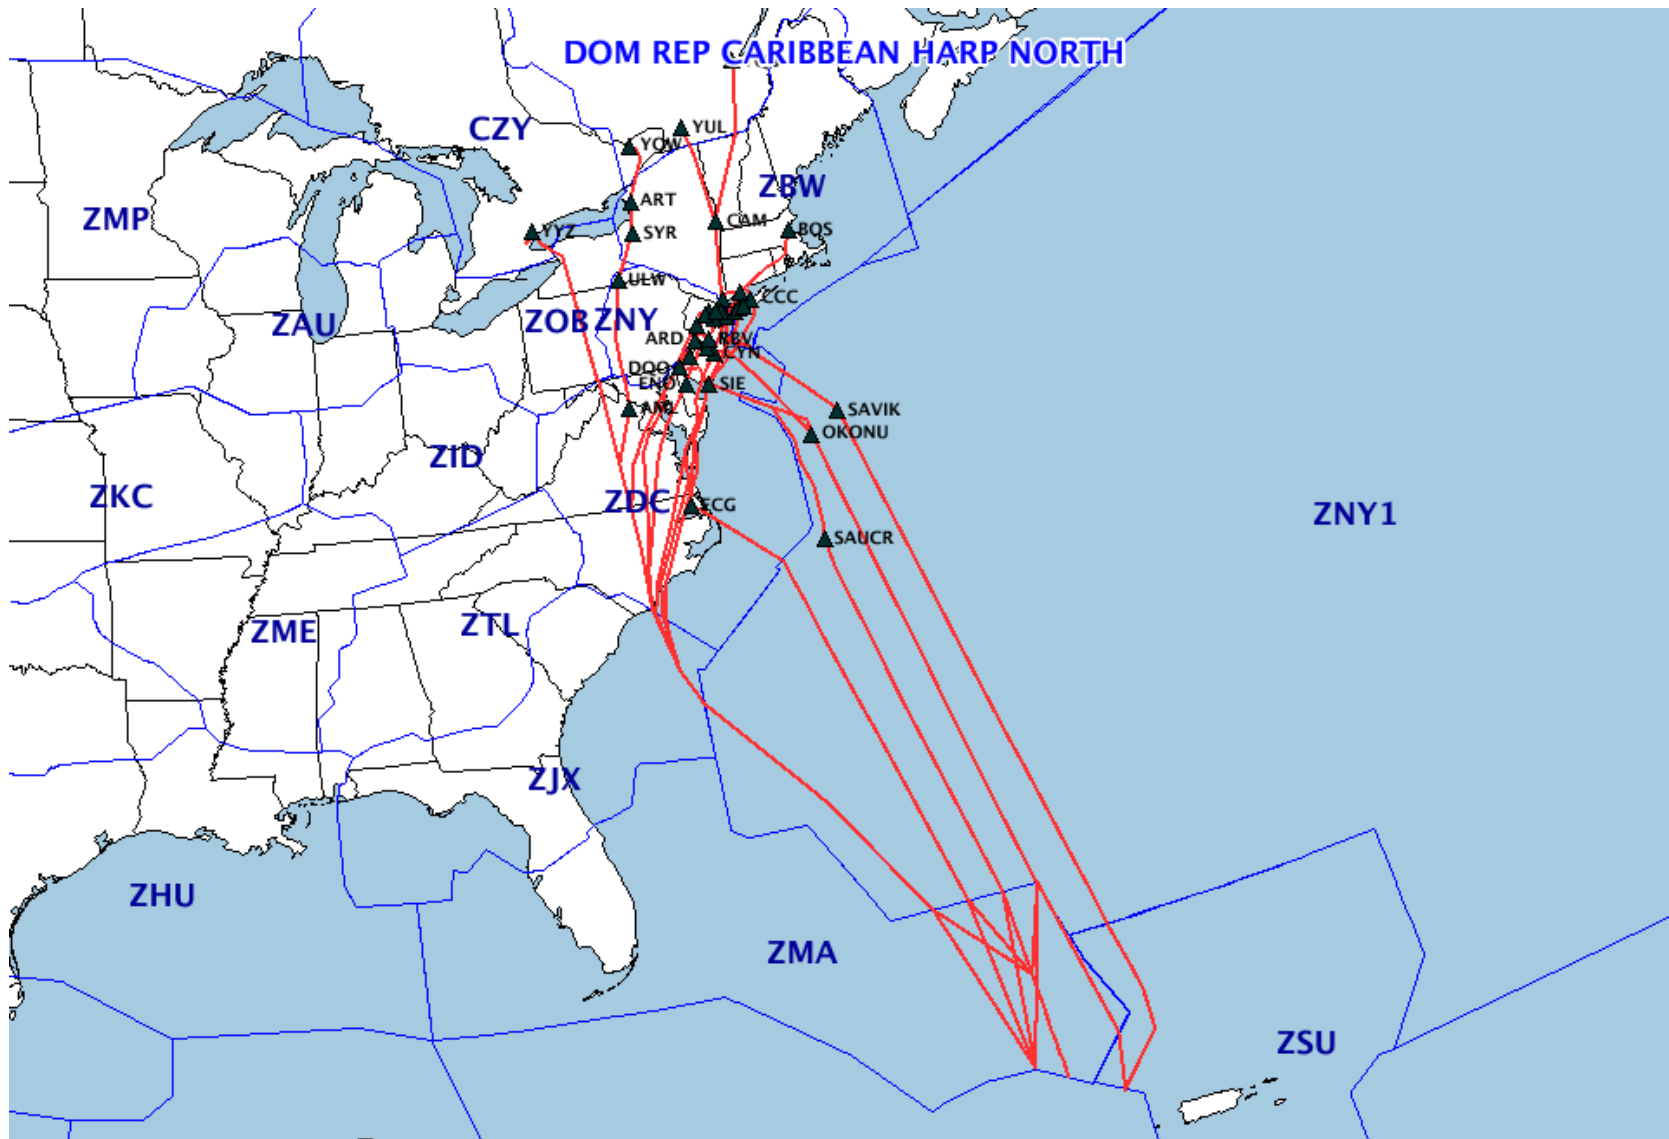 DOM REP CARIBBEAN HARP NORTH
CZY
YUL
YOW
ZBW
ZMP
ART
CAM
YYZ
SYR
BOS
ULW
CCC
ZAU
ZOB
ZNY
ARD
RBV
CYN
DQO
ENO
SIE
AML
SAVIK
OKONU
ZID
ZKC
ZDC
ECG
ZNY1
SAUCR
ZME
ZTL
ZJX
ZHU
ZMA
ZSU